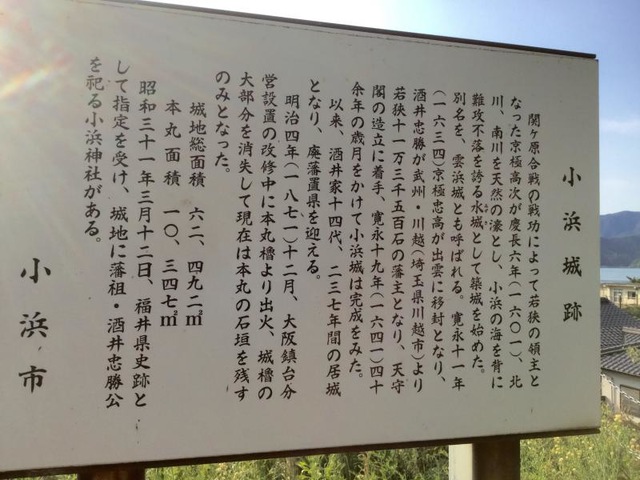 小浜城跡
関ヶ原合戦の戦功によって若狭の領主と
なった京極高次が慶長六年(一六〇一)、北
川、南川を天然の濠とし、小浜の海を背に
難攻不落を誇る水城として築城を始めた。
別名を、雲浜城とも呼ばれる。寛永十一年
(一六三四)京極忠高が出雲に移封となり、
酒井忠勝が武州・川越(埼玉県川越市)より
若狭十一万三千五百石の藩主となり、天守
閣の造立に着手、寛永十九年(一六四一)四十
余年の歳月をかけて小浜城は完成をみた。
以来、酒井家十四代、二三七年間の居城
となり、廃藩置県を迎える。
明治四年(一八七一)十二月、大阪鎮台分
営設置の改修中に本丸櫓より出火、城櫓の
大部分を消失して現在は本丸の石垣を残す
のみとなった。
城地総面積 六二、四九二㎡
本丸面積 一〇、三四七㎡
昭和三十一年三月十二日、福井県史跡と
して指定を受け、城地に藩祖・酒井忠勝公
を祀る小浜神社がある。
小浜市